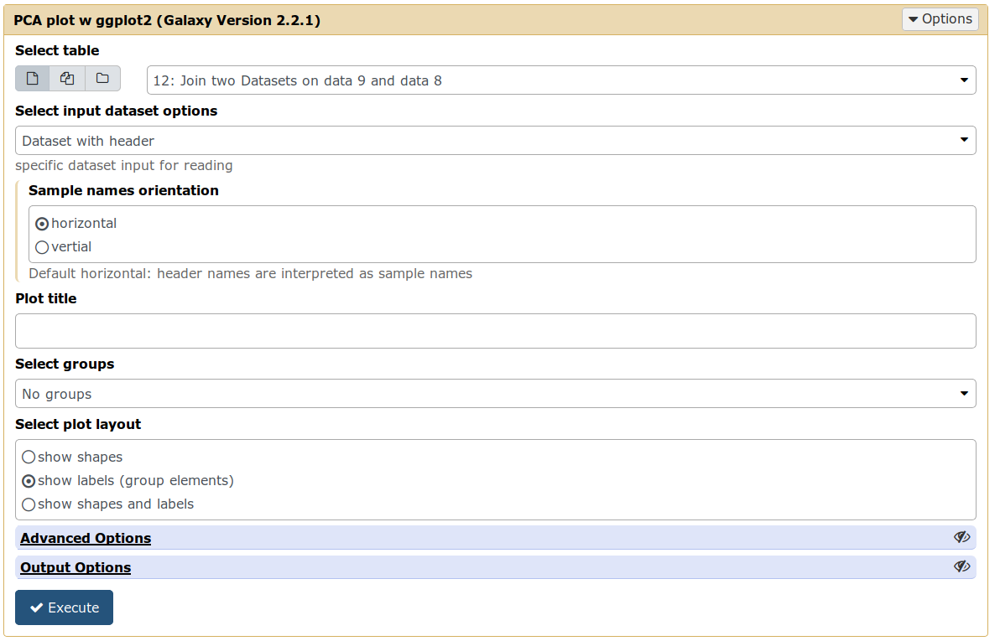 PCA plot w ggplot2 (Galaxy Version 2.2.1)
Options
Select table
12: Join two Datasets on data 9 and data 8
Select input dataset options
Dataset with header
specific dataset input for reading
Sample names orientation
horizontal
vertial
Default horizontal: header names are interpreted as sample names
Plot title
Select groups
No groups
Select plot layout
show shapes
show labels (group elements)
show shapes and labels
Advanced Options
Output Options
Execute